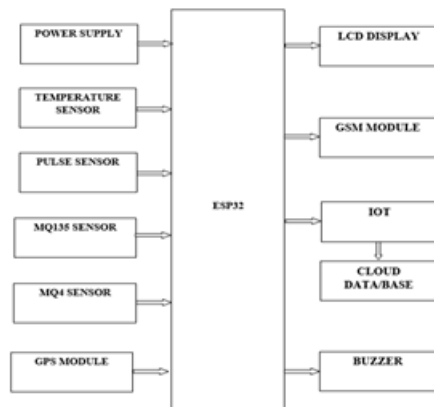 POWER SUPPLY
TEMPERATURE
SENSOR
PULSE SENSOR
MQ135 SENSOR
MQ4 SENSOR
GPS MODULE
ESP32
LCD DISPLAY
GSM MODULE
IOT
CLOUD
DATA/BASE
BUZZER